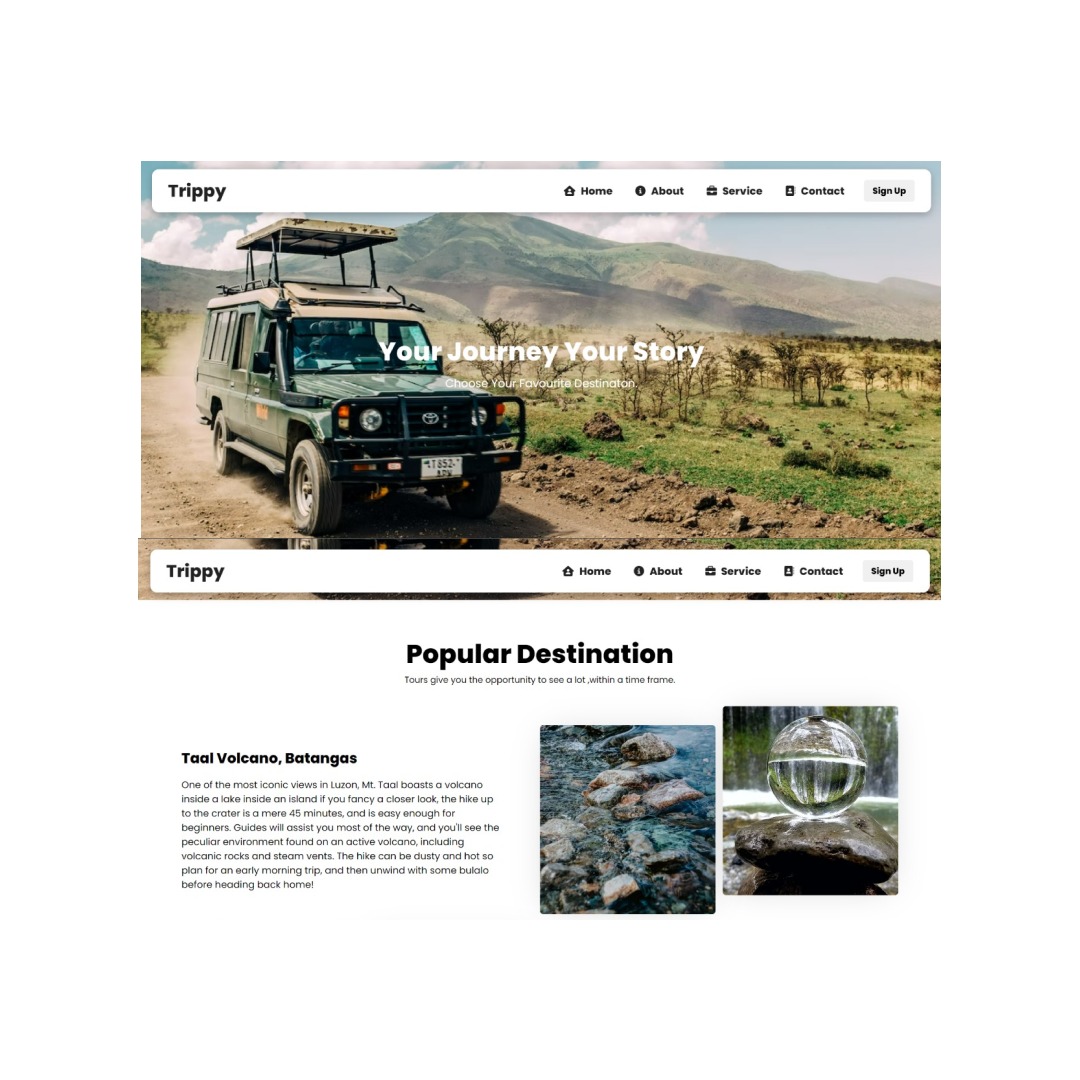 Trippy
Home
About
Service
Contact
Sign Up
Your Journey Your Story
Choose Your Favourite Destinaton.
T852
Trippy
Home
About
Service
Contact
Sign Up
Popular Destination
Tours give you the opportunity to see a lot ,within a time frame.
Taal Volcano, Batangas
One of the most iconic views in Luzon, Mt. Taal boasts a volcano
inside a lake inside an island if you fancy a closer look, the hike up
to the crater is a mere 45 minutes, and is easy enough for
beginners. Guides will assist you most of the way, and you'll see the
peculiar environment found on an active volcano, including
volcanic rocks and steam vents. The hike can be dusty and hot so
plan for an early morning trip, and then unwind with some bulalo
before heading back home!